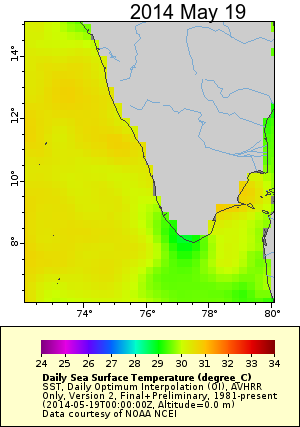 2014 May 19
14°
12°
10°
8°
74° 76° 78° 80°
24 25 26 27 28 29 30 31 32 33 34
Daily Sea Surface Temperature (degree_C)
SST, Daily Optimum Interpolation (OI), AVHRR
Only, Version 2, Final+Preliminary, 1981-present
(2014-05-19T00:00:00Z, Altitude=0.0 m)
Data courtesy of NOAA NCEI